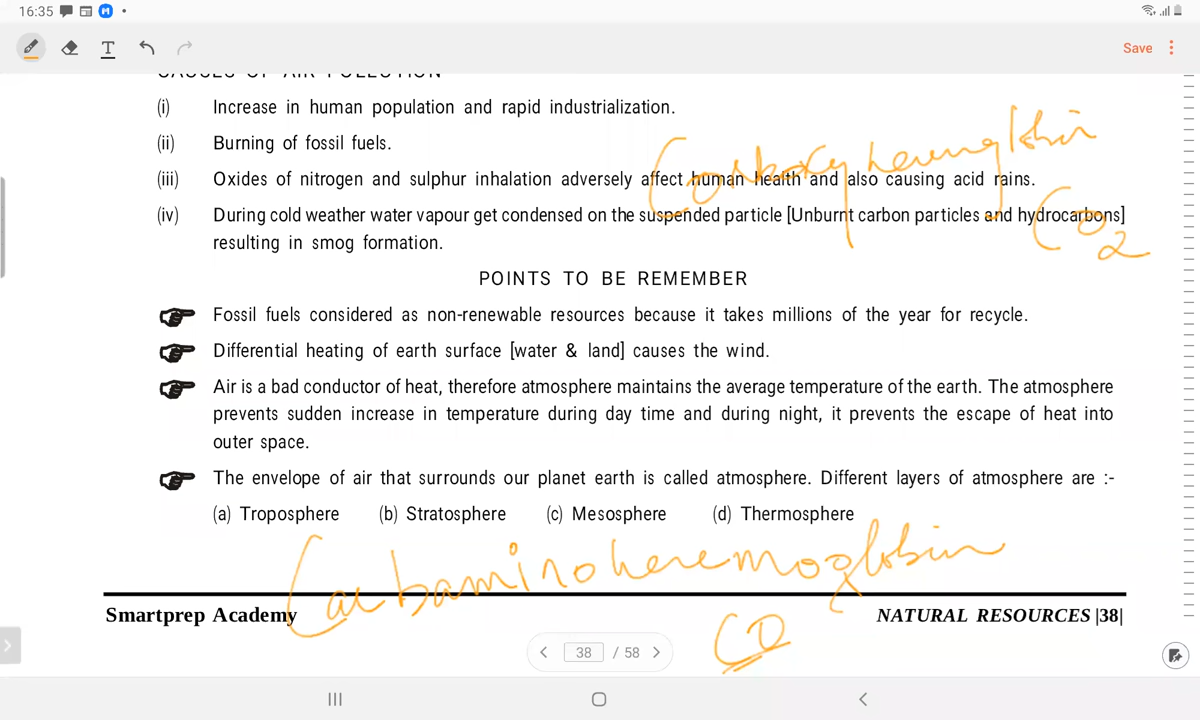 16:35
Save
CAUSES OF AIR POLLUTION
(i) Increase in human population and rapid industrialization.
(ii) Burning of fossil fuels.
Carboxyhaemoglobin
(iii) Oxides of nitrogen and sulphur inhalation adversely affect human health and also causing acid rains.
(iv) During cold weather water vapour get condensed on the suspended particle [Unburnt carbon particles and hydrocarbons]
CO2
resulting in smog formation.
POINTS TO BE REMEMBER
Fossil fuels considered as non-renewable resources because it takes millions of the year for recycle.
Differential heating of earth surface [water & land] causes the wind.
Air is a bad conductor of heat, therefore atmosphere maintains the average temperature of the earth. The atmosphere
prevents sudden increase in temperature during day time and during night, it prevents the escape of heat into
outer space.
The envelope of air that surrounds our planet earth is called atmosphere. Different layers of atmosphere are :-
(a) Troposphere (b) Stratosphere (c) Mesosphere (d) Thermosphere
Smartprep Academy NATURAL RESOURCES |38|
CO
38 / 58